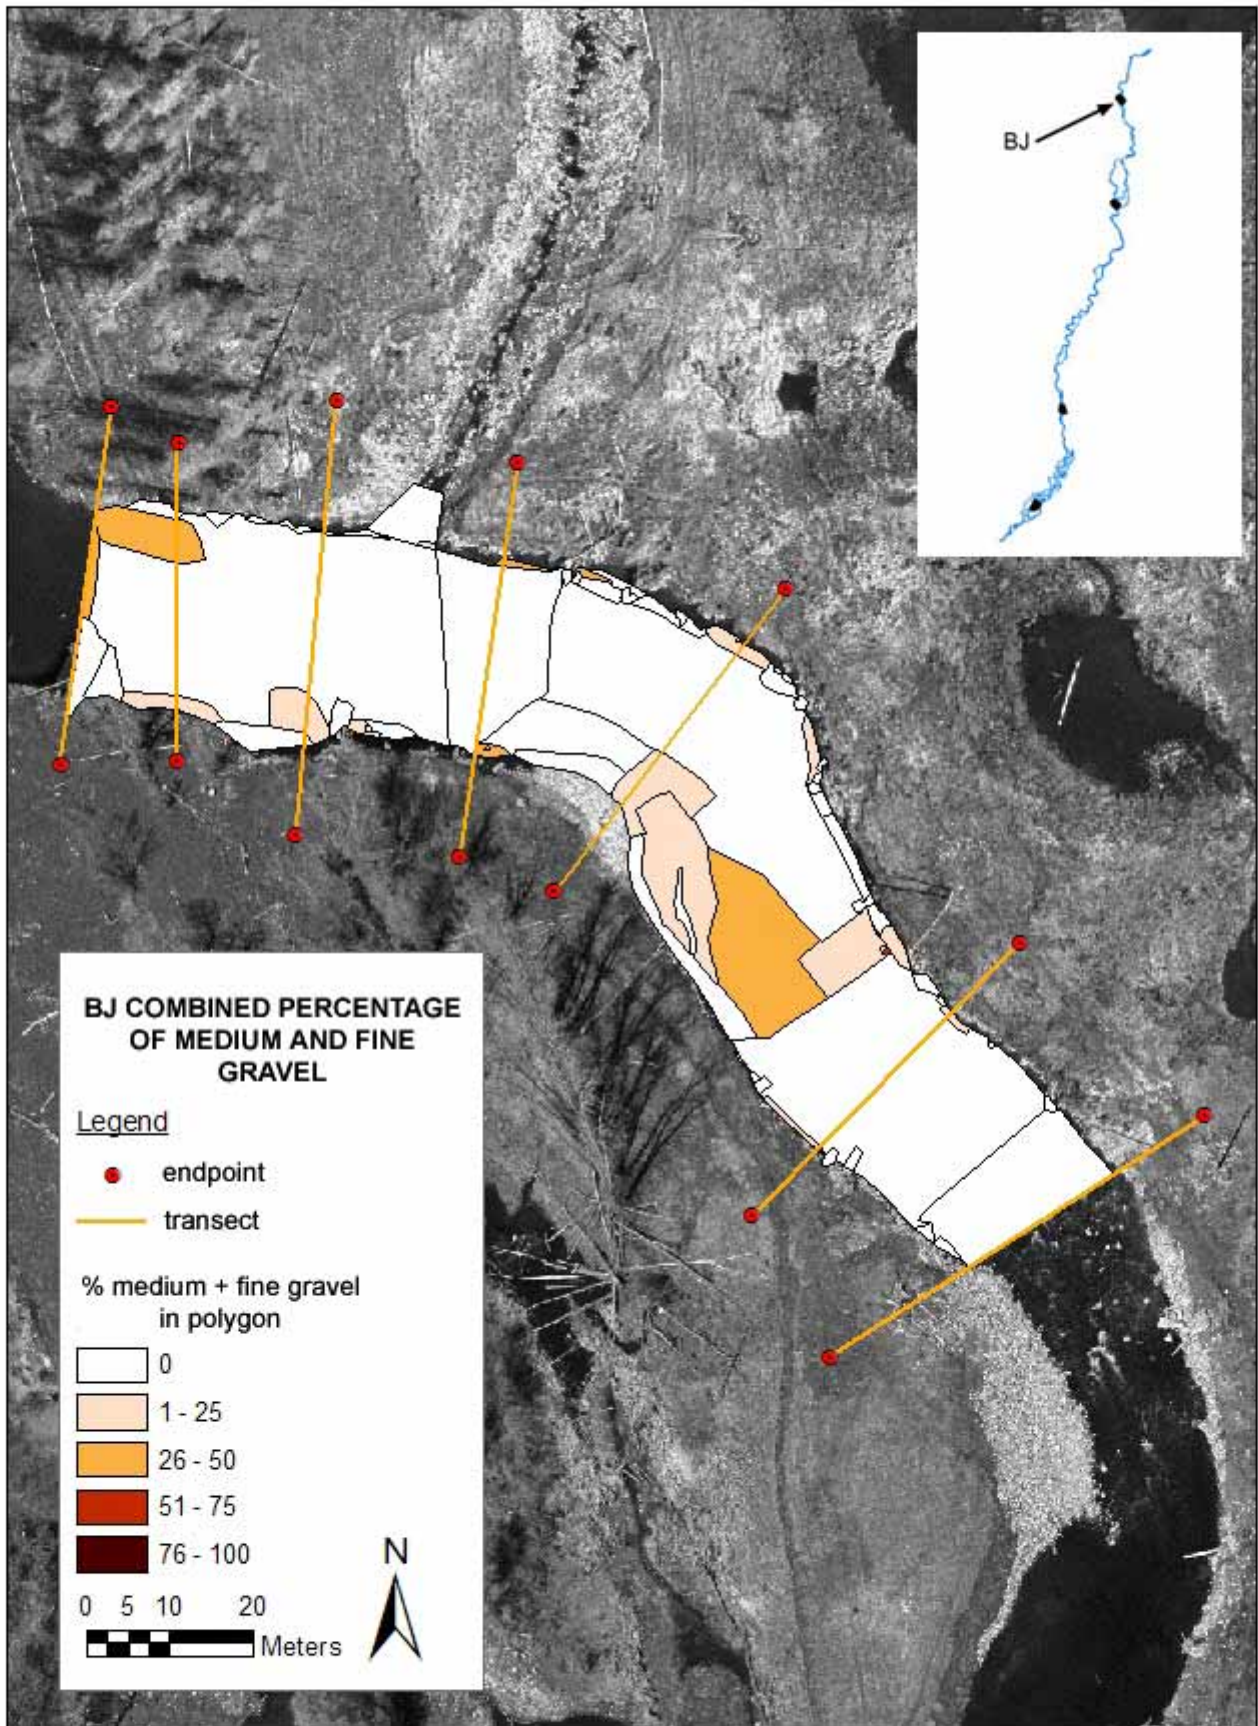 BJ
BJ COMBINED PERCENTAGE
OF MEDIUM AND FINE
GRAVEL
Legend
endpoint
transect
% medium + fine gravel
in polygon
0
1 - 25
26 - 50
51 - 75
76 - 100
N
0 5 10 20
Meters